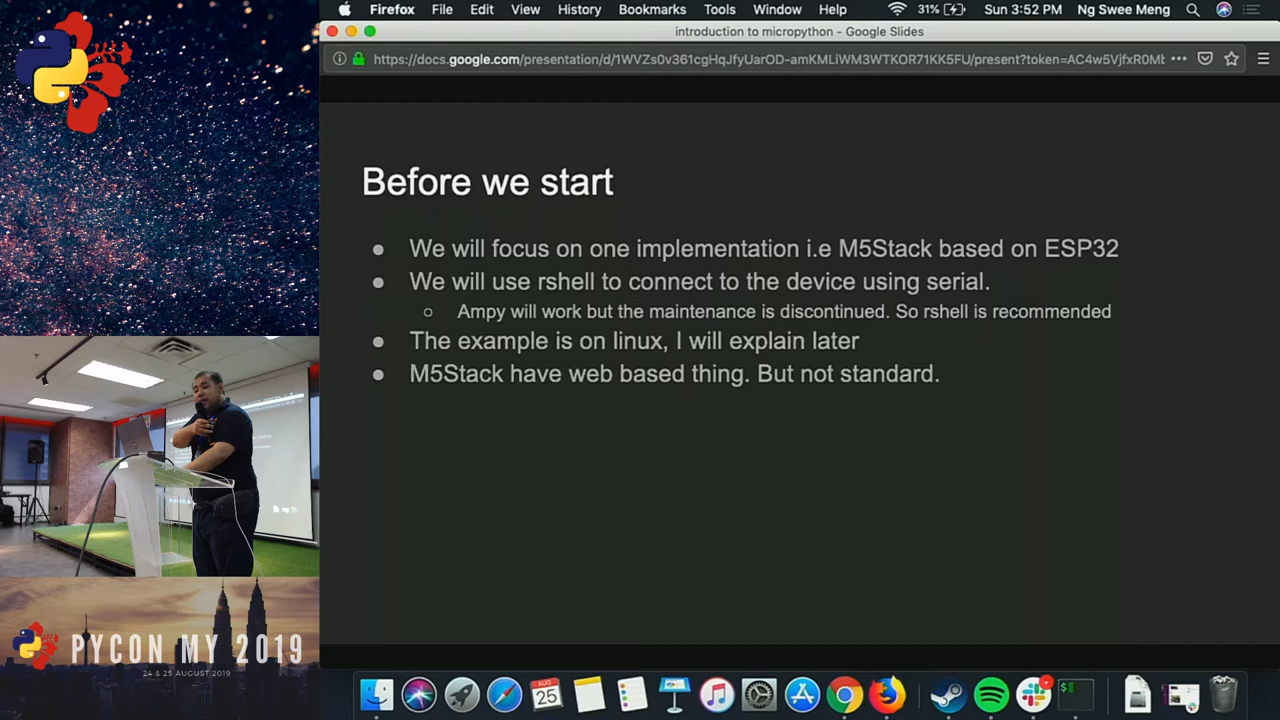 Firefox File Edit View History Bookmarks Tools Window Help 31% Sun 3:52 PM Ng Swee Meng
introduction to micropython - Google Slides
https://docs.google.com/presentation/d/1WVZs0v361cgHqJfyUarOD-amKMLiWM3WTKOR71KK5FU/present?token=AC4w5VjfxR0Mt
Before we start
We will focus on one implementation i.e M5Stack based on ESP32
We will use rshell to connect to the device using serial.
Ampy will work but the maintenance is discontinued. So rshell is recommended
The example is on linux, I will explain later
M5Stack have web based thing. But not standard.
PYCON MY 2019
24 & 25 AUGUST 2019
AUG
25